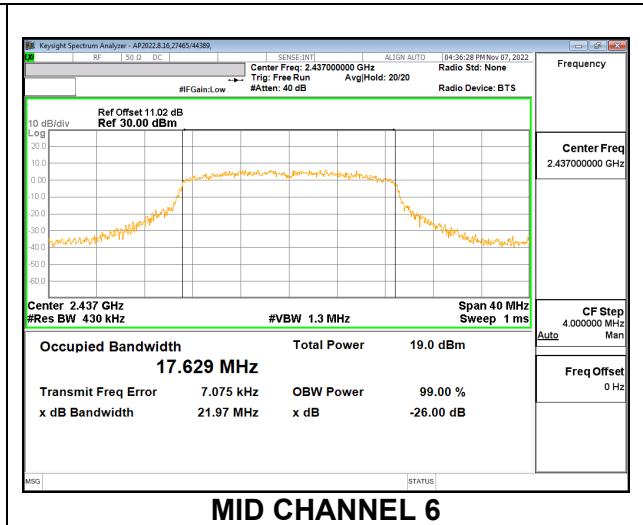 Keysight Spectrum Analyzer - AP2022.8.16,27465/44389,
RF 50 Ω DC SENSE:INT ALIGN AUTO 04:36:28 PM Nov 07, 2022
Center Freq: 2.437000000 GHz Radio Std: None
Trig: Free Run Avg|Hold: 20/20
#IFGain:Low #Atten: 40 dB Radio Device: BTS
Frequency
Ref Offset 11.02 dB
10 dB/div Ref 30.00 dBm
Log
20.0
10.0
0.00
-10.0
-20.0
-30.0
-40.0
-50.0
-60.0
Center 2.437 GHz Span 40 MHz
#Res BW 430 kHz #VBW 1.3 MHz Sweep 1 ms
Center Freq
2.437000000 GHz
CF Step
4.000000 MHz
Auto Man
Freq Offset
0 Hz
Occupied Bandwidth Total Power 19.0 dBm
17.629 MHz
Transmit Freq Error 7.075 kHz OBW Power 99.00 %
x dB Bandwidth 21.97 MHz x dB -26.00 dB
MSG STATUS
MID CHANNEL 6